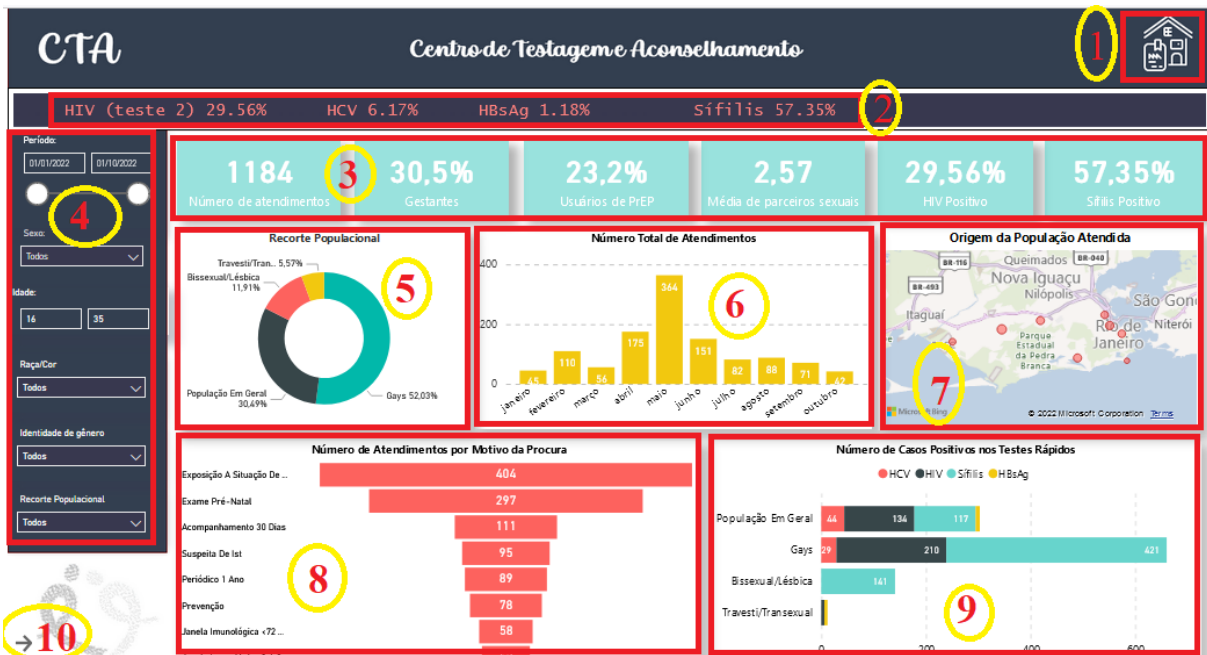 CTA
Centro de Testagem e Aconselhamento
1
HIV (teste 2) 29.56% HCV 6.17% HBsAg 1.18% Sífilis 57.35%
2
Período:
01/01/2022 01/10/2022
4
Sexo:
Todos
Idade:
16 35
Raça/Cor
Todos
Identidade de gênero
Todos
Recorte Populacional
Todos
10
1184
Número de atendimentos
3
30,5%
Gestantes
23,2%
Usuários de PrEP
2,57
Média de parceiros sexuais
29,56%
HIV Positivo
57,35%
Sífilis Positivo
Recorte Populacional
Travesti/Tran... 5,57%
Bissexual/Lésbica
11,91%
5
População Em Geral
30,49%
Gays 52,03%
Número Total de Atendimentos
400
200
0
45
110
56
175
364
151
82
88
71
42
janeiro
fevereiro
março
abril
maio
junho
julho
agosto
setembro
outubro
6
Origem da População Atendida
BR-116
Queimados
BR-040
BR-493
Nova Iguaçu
Nilópolis
São Gon
Itaguaí
Rio de Janeiro
Niterói
Parque
Estadual
da Pedra
Branca
7
Microsoft Bing
© 2022 Microsoft Corporation Terms
Número de Atendimentos por Motivo da Procura
Exposição A Situação De ... 404
Exame Pré-Natal 297
Acompanhamento 30 Dias 111
Suspeita De Ist 95
Periódico 1 Ano 89
Prevenção 78
Janela Imunológica <72 ... 58
8
Número de Casos Positivos nos Testes Rápidos
HCV HIV Sífilis HBsAg
População Em Geral 44 134 117
Gays 29 210 421
Bissexual/Lésbica 141
Travesti/Transexual
9
0 200 400 600